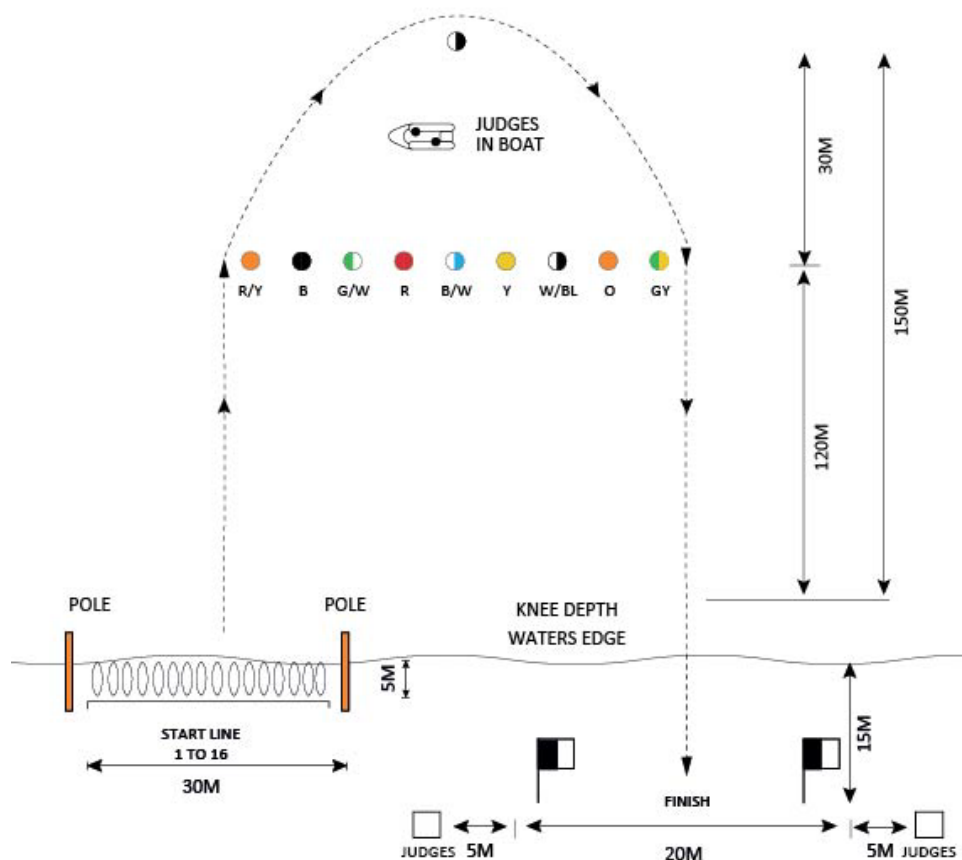 JUDGES
IN BOAT
30M
150M
R/Y B G/W R B/W Y W/BL O GY
120M
POLE
POLE
KNEE DEPTH
WATERS EDGE
5M
START LINE
1 TO 16
30M
15M
FINISH
JUDGES
5M
20M
5M
JUDGES